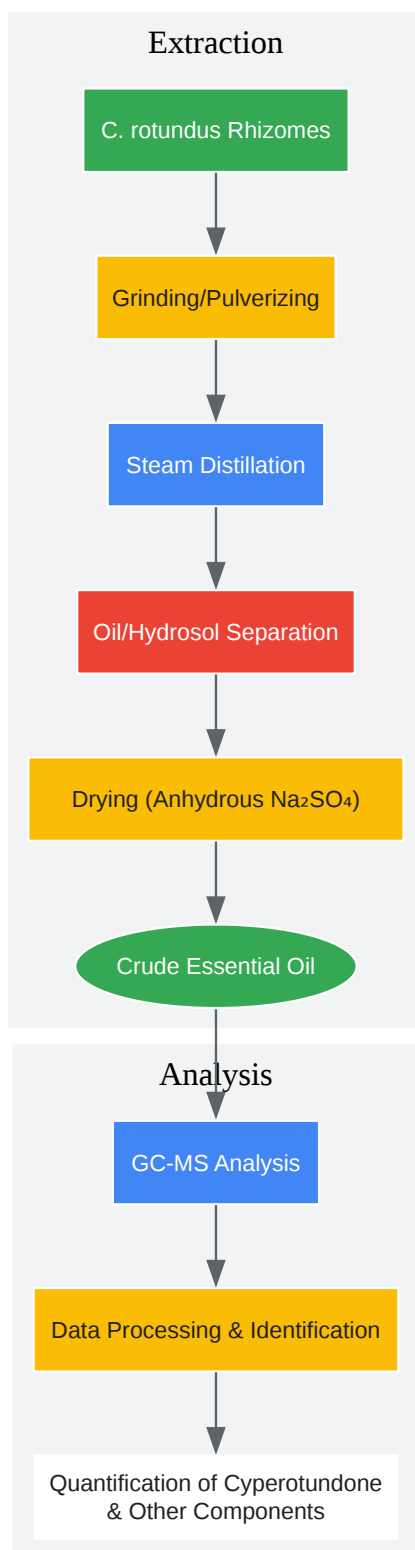 Extraction
C. rotundus Rhizomes
Grinding/Pulverizing
Steam Distillation
Oil/Hydrosol Separation
Drying (Anhydrous Na₂SO₄)
Crude Essential Oil
Analysis
GC-MS Analysis
Data Processing & Identification
Quantification of Cyperotundone
& Other Components